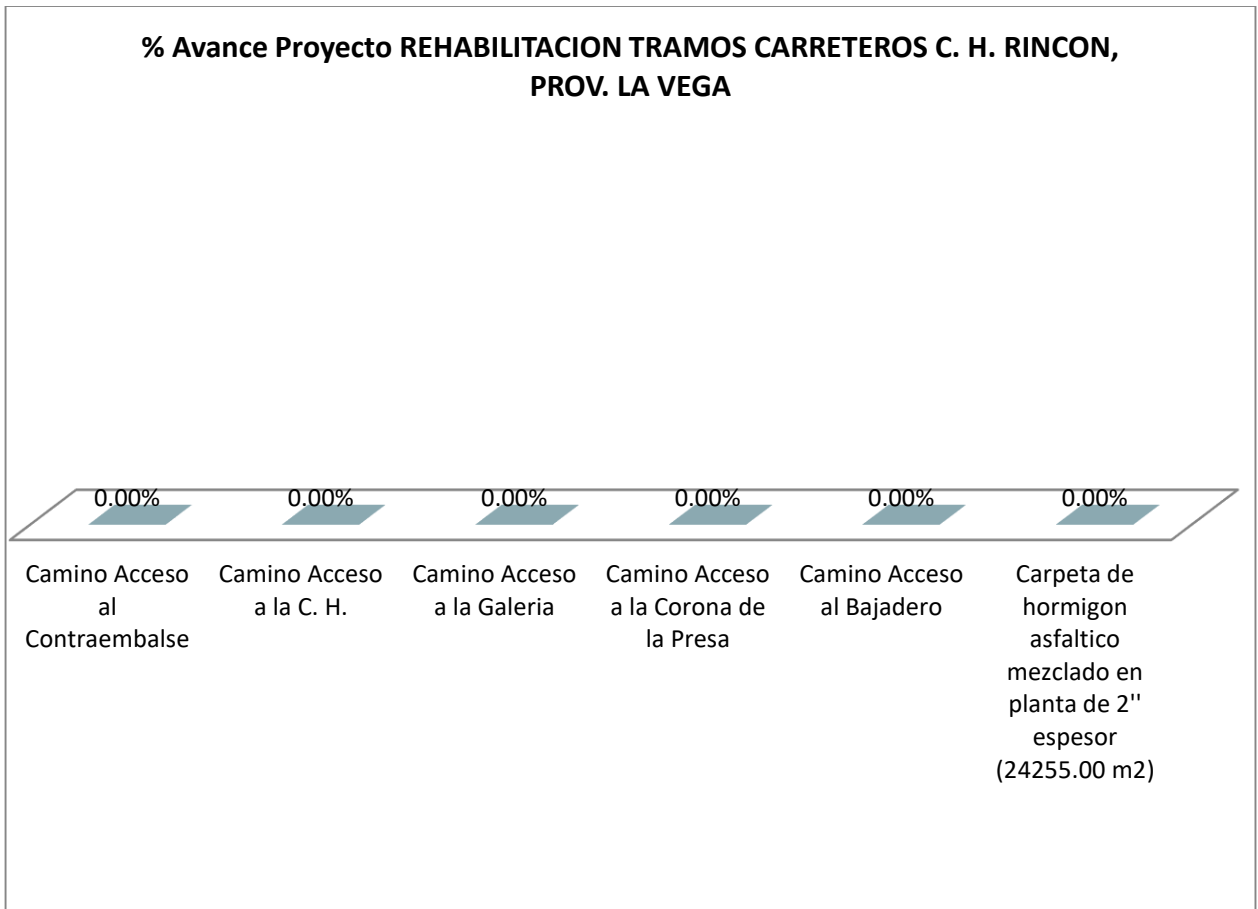 % Avance Proyecto REHABILITACION TRAMOS CARRETEROS C. H. RINCON,
PROV. LA VEGA
0.00% 0.00% 0.00% 0.00% 0.00% 0.00%
Camino Acceso
al
Contraembalse
Camino Acceso
a la C. H.
Camino Acceso
a la Galeria
Camino Acceso
a la Corona de
la Presa
Camino Acceso
al Bajadero
Carpeta de
hormigon
asfaltico
mezclado en
planta de 2''
espesor
(24255.00 m2)